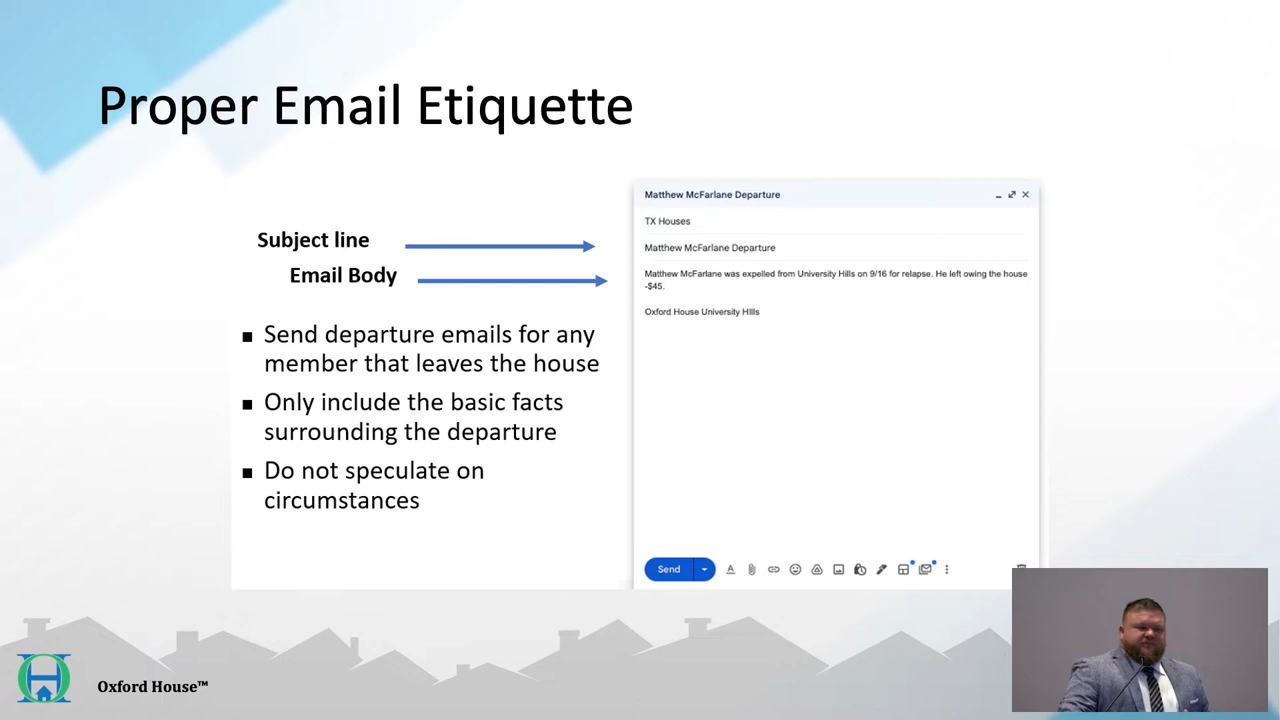 Proper Email Etiquette
Subject line
Email Body
■ Send departure emails for any
member that leaves the house
■ Only include the basic facts
surrounding the departure
■ Do not speculate on
circumstances
Matthew McFarlane Departure
TX Houses
Matthew McFarlane Departure
Matthew McFarlane was expelled from University Hills on 9/16 for relapse. He left owing the house
-$45.
Oxford House University HIlls
Send
Oxford House™